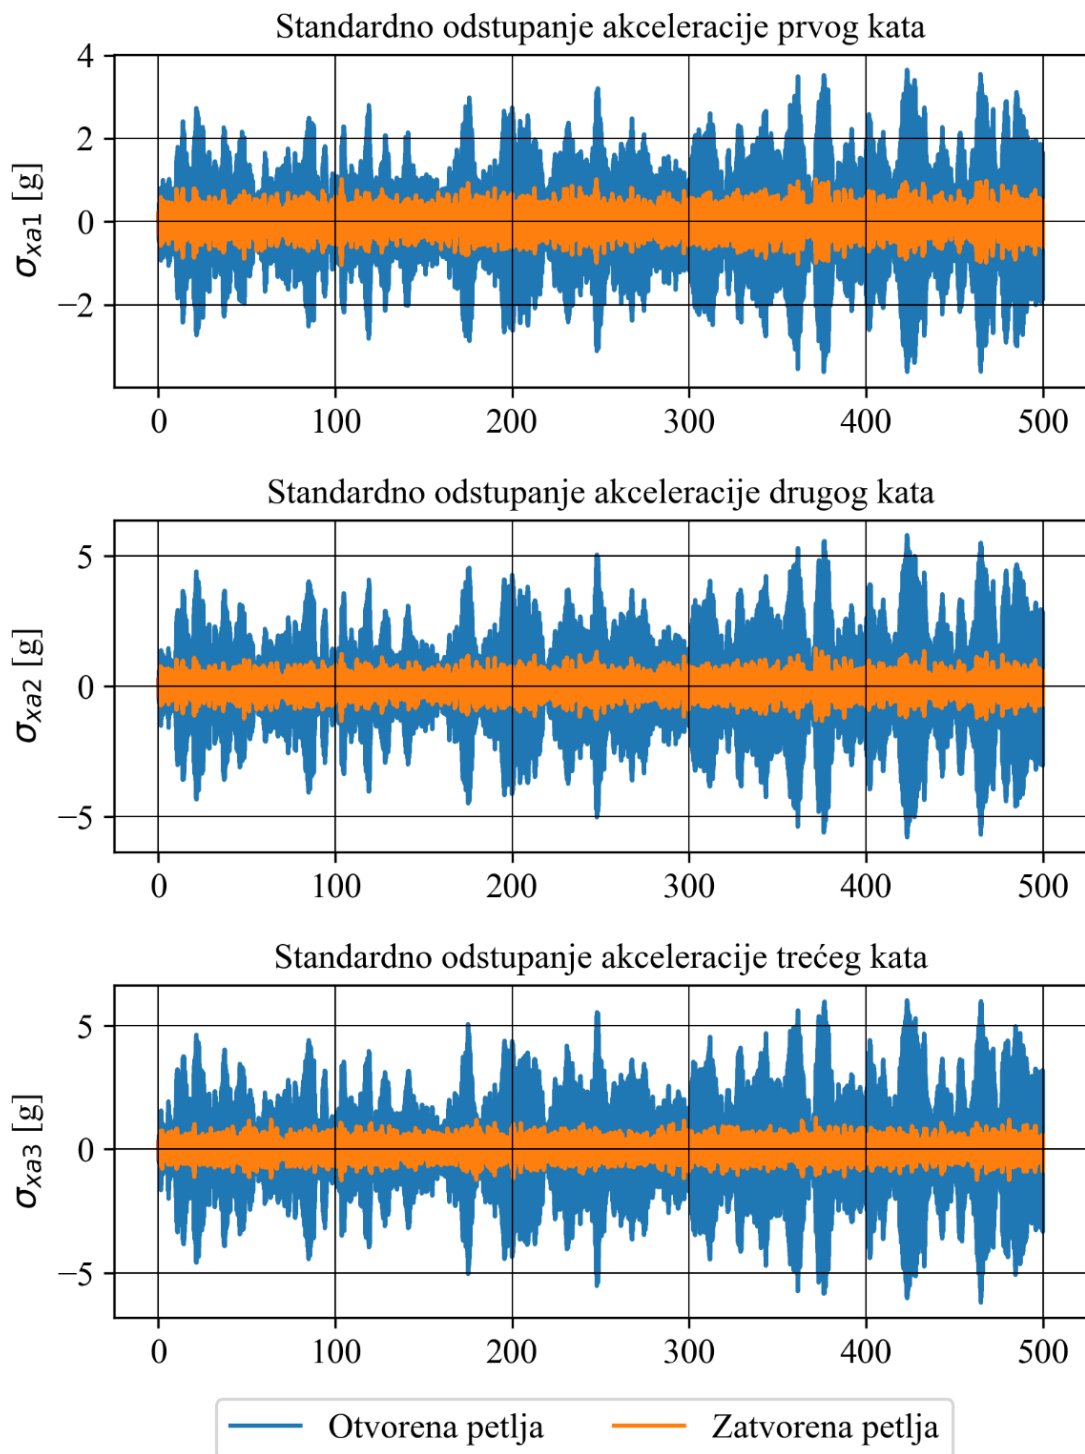 Standardno odstupanje akceleracije prvog kata
4
2
0
−2
σxa1 [g]
0 100 200 300 400 500
Standardno odstupanje akceleracije drugog kata
5
0
−5
σxa2 [g]
0 100 200 300 400 500
Standardno odstupanje akceleracije trećeg kata
5
0
−5
σxa3 [g]
0 100 200 300 400 500
Otvorena petlja Zatvorena petlja